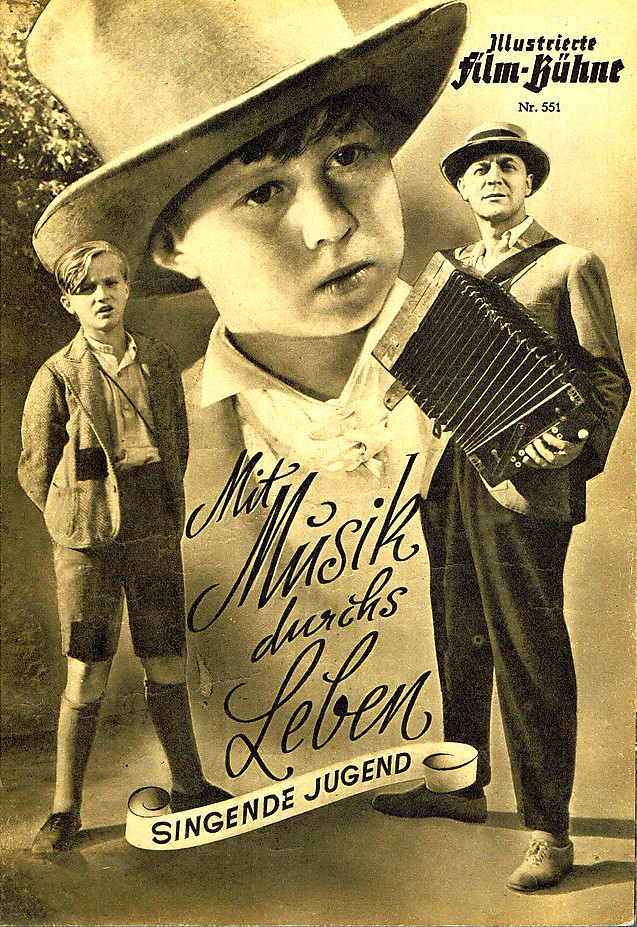 Illustrierte
Film-Bühne
Nr. 551
Mit
Musik
durchs
Leben
SINGENDE JUGEND